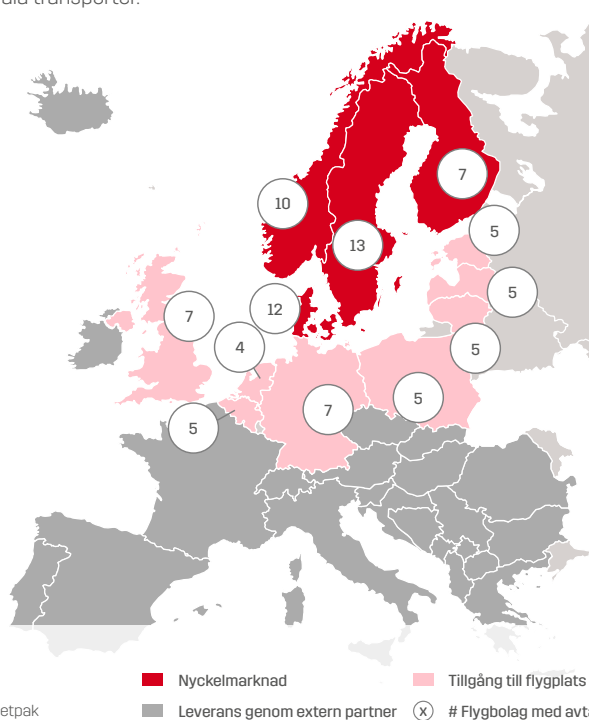 transporter.
10
7
13
5
5
12
7
4
5
5
7
5
Nyckelmarknad
Tillgång till flygplats
Leverans genom extern partner
x
# Flygbolag med